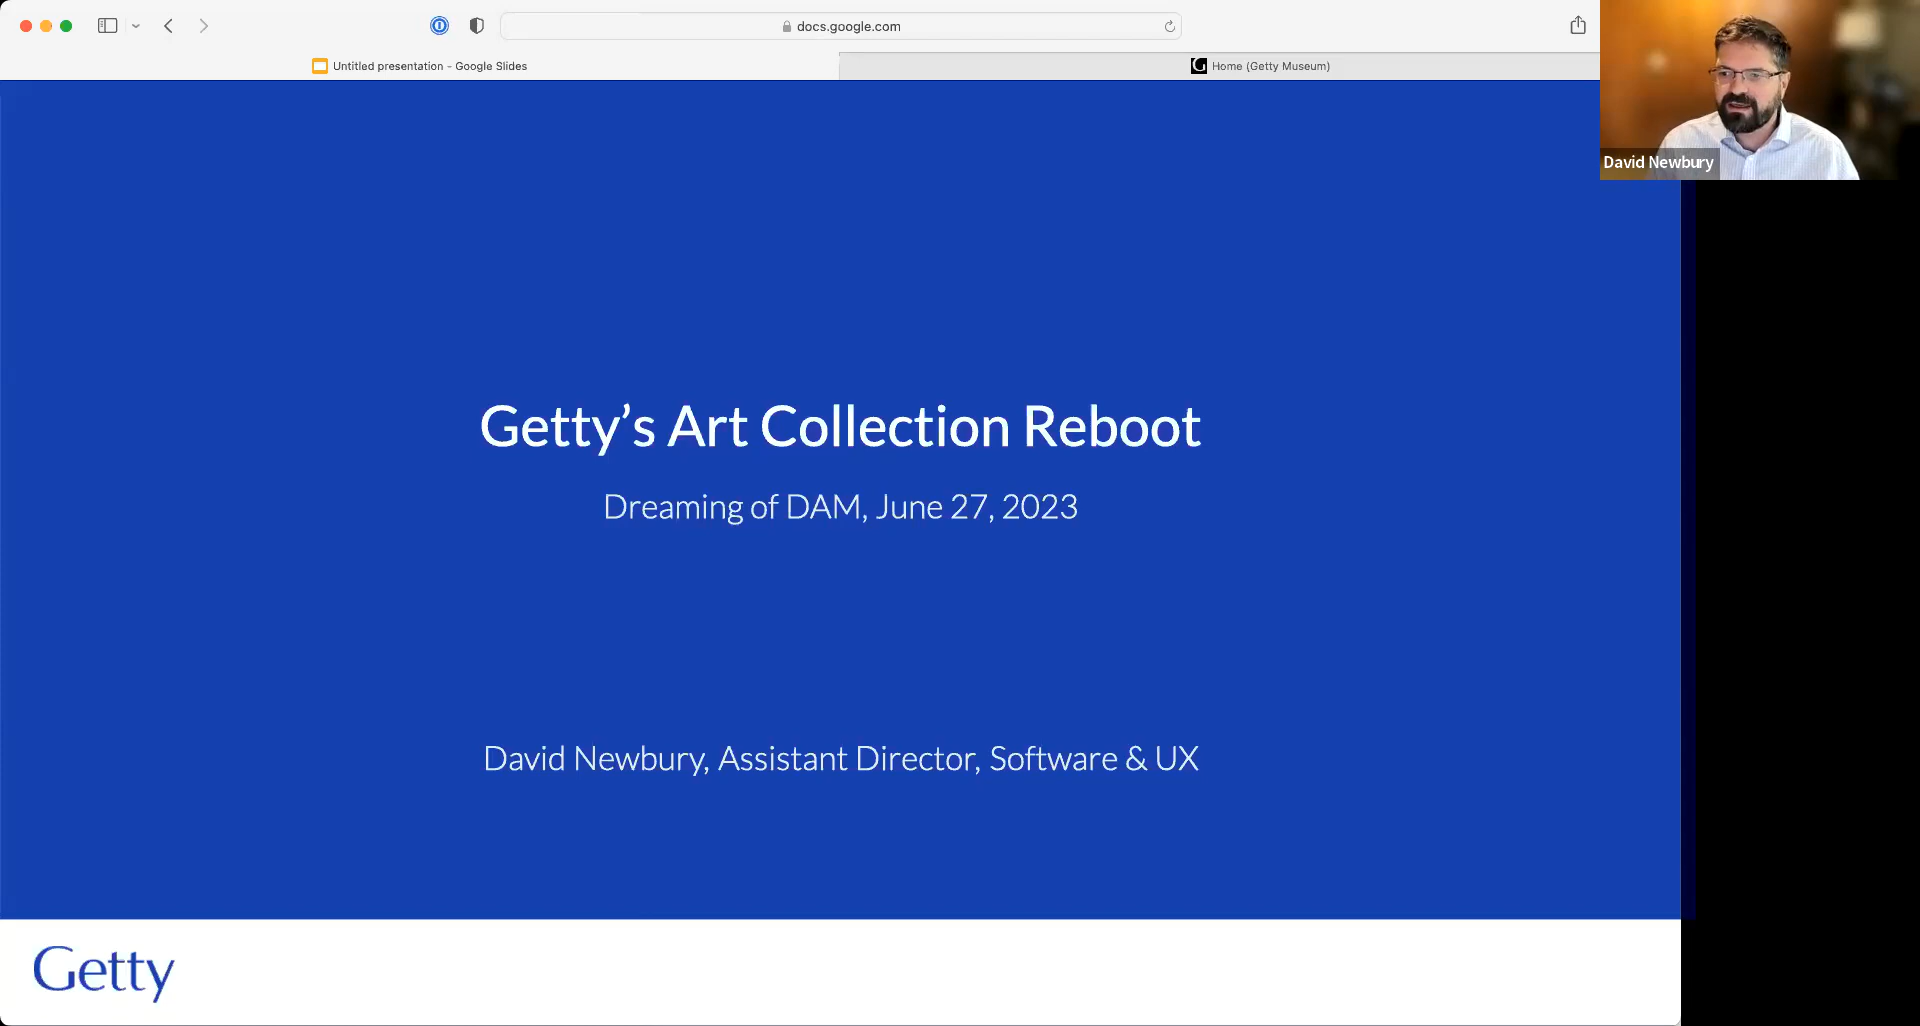 docs.google.com
Untitled presentation - Google Slides
Home (Getty Museum)
David Newbury
Getty’s Art Collection Reboot
Dreaming of DAM, June 27, 2023
David Newbury, Assistant Director, Software & UX
Getty